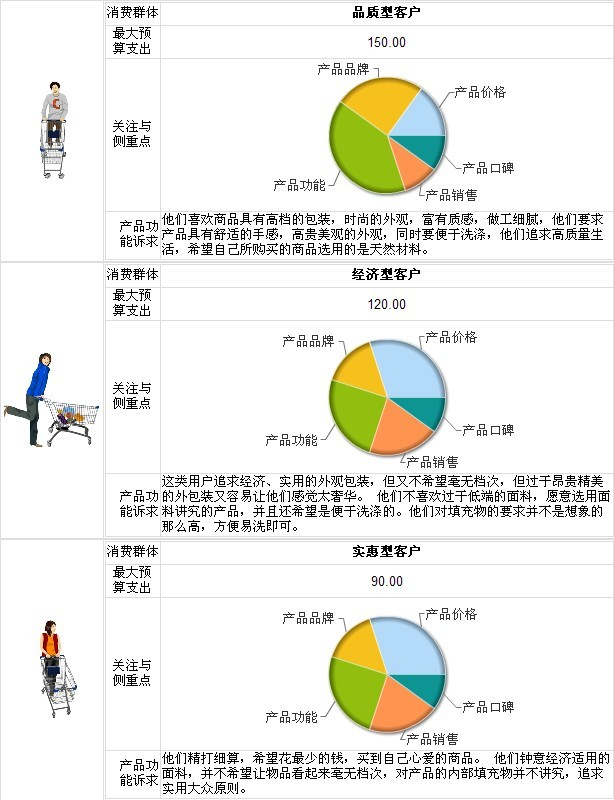 消费群体
品质型客户
最大预
算支出
150.00
关注与
侧重点
产品品牌
产品价格
产品口碑
产品销售
产品功能
产品功
能诉求
他们喜欢商品具有高档的包装，时尚的外观，富有质感，做工细腻，他们要求
产品具有舒适的手感，高贵美观的外观，同时要便于洗涤，他们追求高质量生
活，希望自己所购买的商品选用的是天然材料。
消费群体
经济型客户
最大预
算支出
120.00
关注与
侧重点
产品品牌
产品价格
产品口碑
产品销售
产品功能
产品功
能诉求
这类用户追求经济、实用的外观包装，但又不希望毫无档次，但过于昂贵精美
的外包装又容易让他们感觉太奢华。 他们不喜欢过于低端的面料，愿意选用面
料讲究的产品，并且还希望是便于洗涤的。他们对填充物的要求并不是想象的
那么高，方便易洗即可。
消费群体
实惠型客户
最大预
算支出
90.00
关注与
侧重点
产品品牌
产品价格
产品口碑
产品销售
产品功能
产品功
能诉求
他们精打细算，希望花最少的钱，买到自己心爱的商品。 他们钟意经济适用的
面料，并不希望让物品看起来毫无档次，对产品的内部填充物并不讲究，追求
实用大众原则。